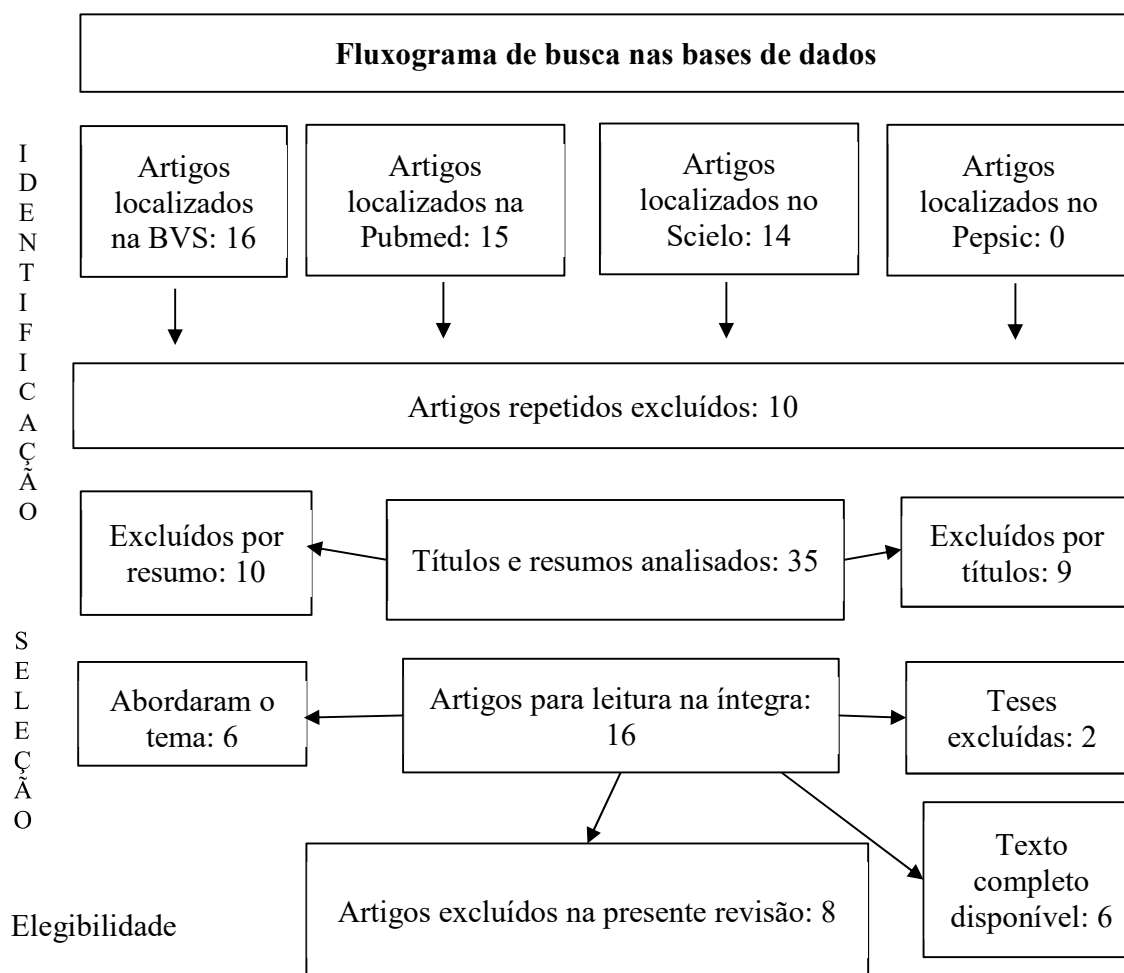 Fluxograma de busca nas bases de dados
IDENTIFICAÇÃO
Artigos
localizados
na BVS: 16
Artigos
localizados na
Pubmed: 15
Artigos
localizados no
Scielo: 14
Artigos
localizados no
Pepsic: 0
Artigos repetidos excluídos: 10
Excluídos por
resumo: 10
Títulos e resumos analisados: 35
Excluídos por
títulos: 9
SELEÇÃO
Abordaram o
tema: 6
Artigos para leitura na íntegra:
16
Teses
excluídas: 2
Texto
completo
disponível: 6
Elegibilidade
Artigos excluídos na presente revisão: 8